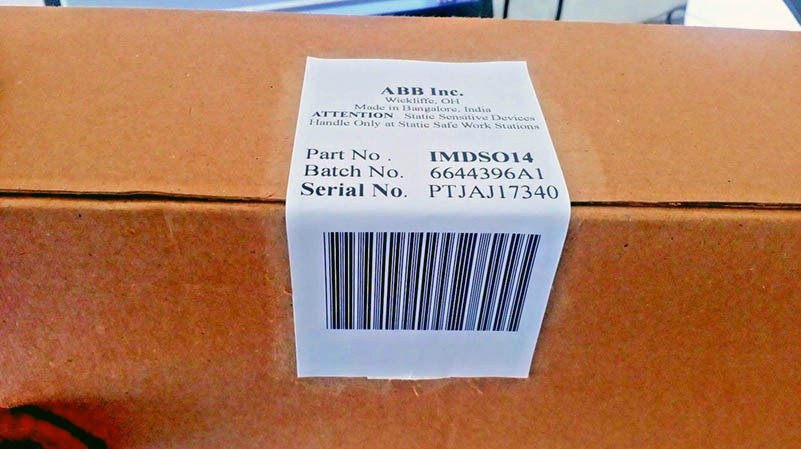 ABB Inc.
Wickliffe, OH
Made in Bangalore, India
ATTENTION Static Sensitive Devices
Handle Only at Static Safe Work Stations
Part No . IMDSO14
Batch No. 6644396A1
Serial No. PTJAJ17340